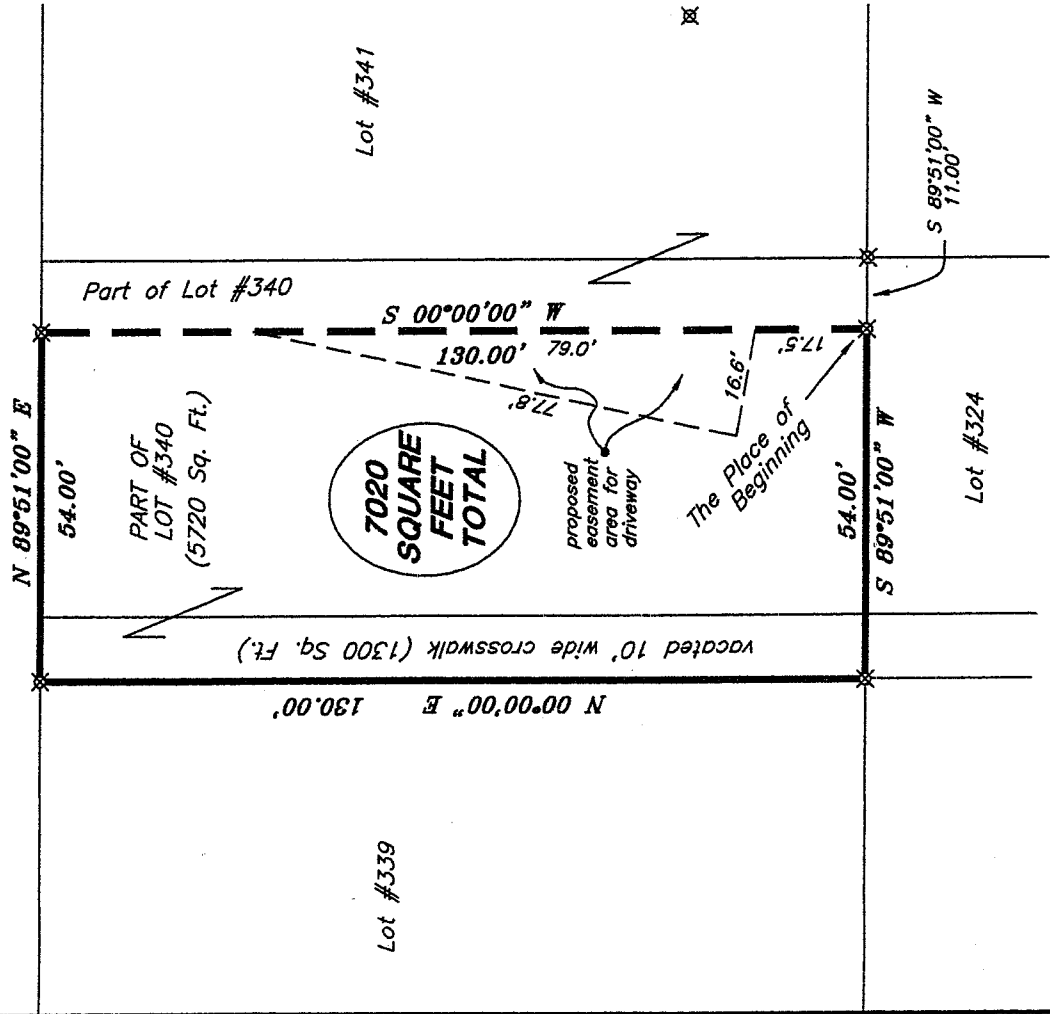 N 89°51'00" E
54.00'
Lot #341
Part of Lot #340
PART OF
LOT #340
(5720 Sq. Ft.)
S 00°00'00" W
130.00'
79.0'
77.8'
16.6'
17.5'
7020
SQUARE
FEET
TOTAL
proposed
easement
area for
driveway
The Place of
Beginning
S 89°51'00" W
11.00'
54.00'
S 89°51'00" W
Lot #324
vacated 10' wide crosswalk (1300 Sq. Ft.)
N 00°00'00" E 130.00'
Lot #339